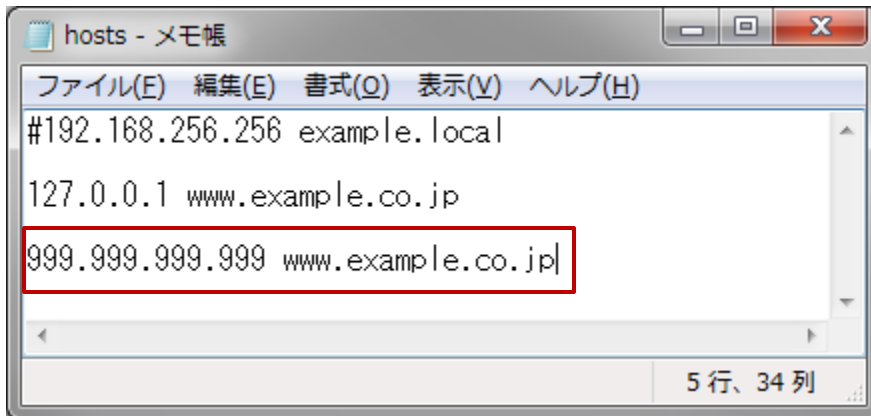 hosts - メモ帳
ファイル(F) 編集(E) 書式(O) 表示(V) ヘルプ(H)
#192.168.256.256 example.local
127.0.0.1 www.example.co.jp
999.999.999.999 www.example.co.jp
5 行、34 列